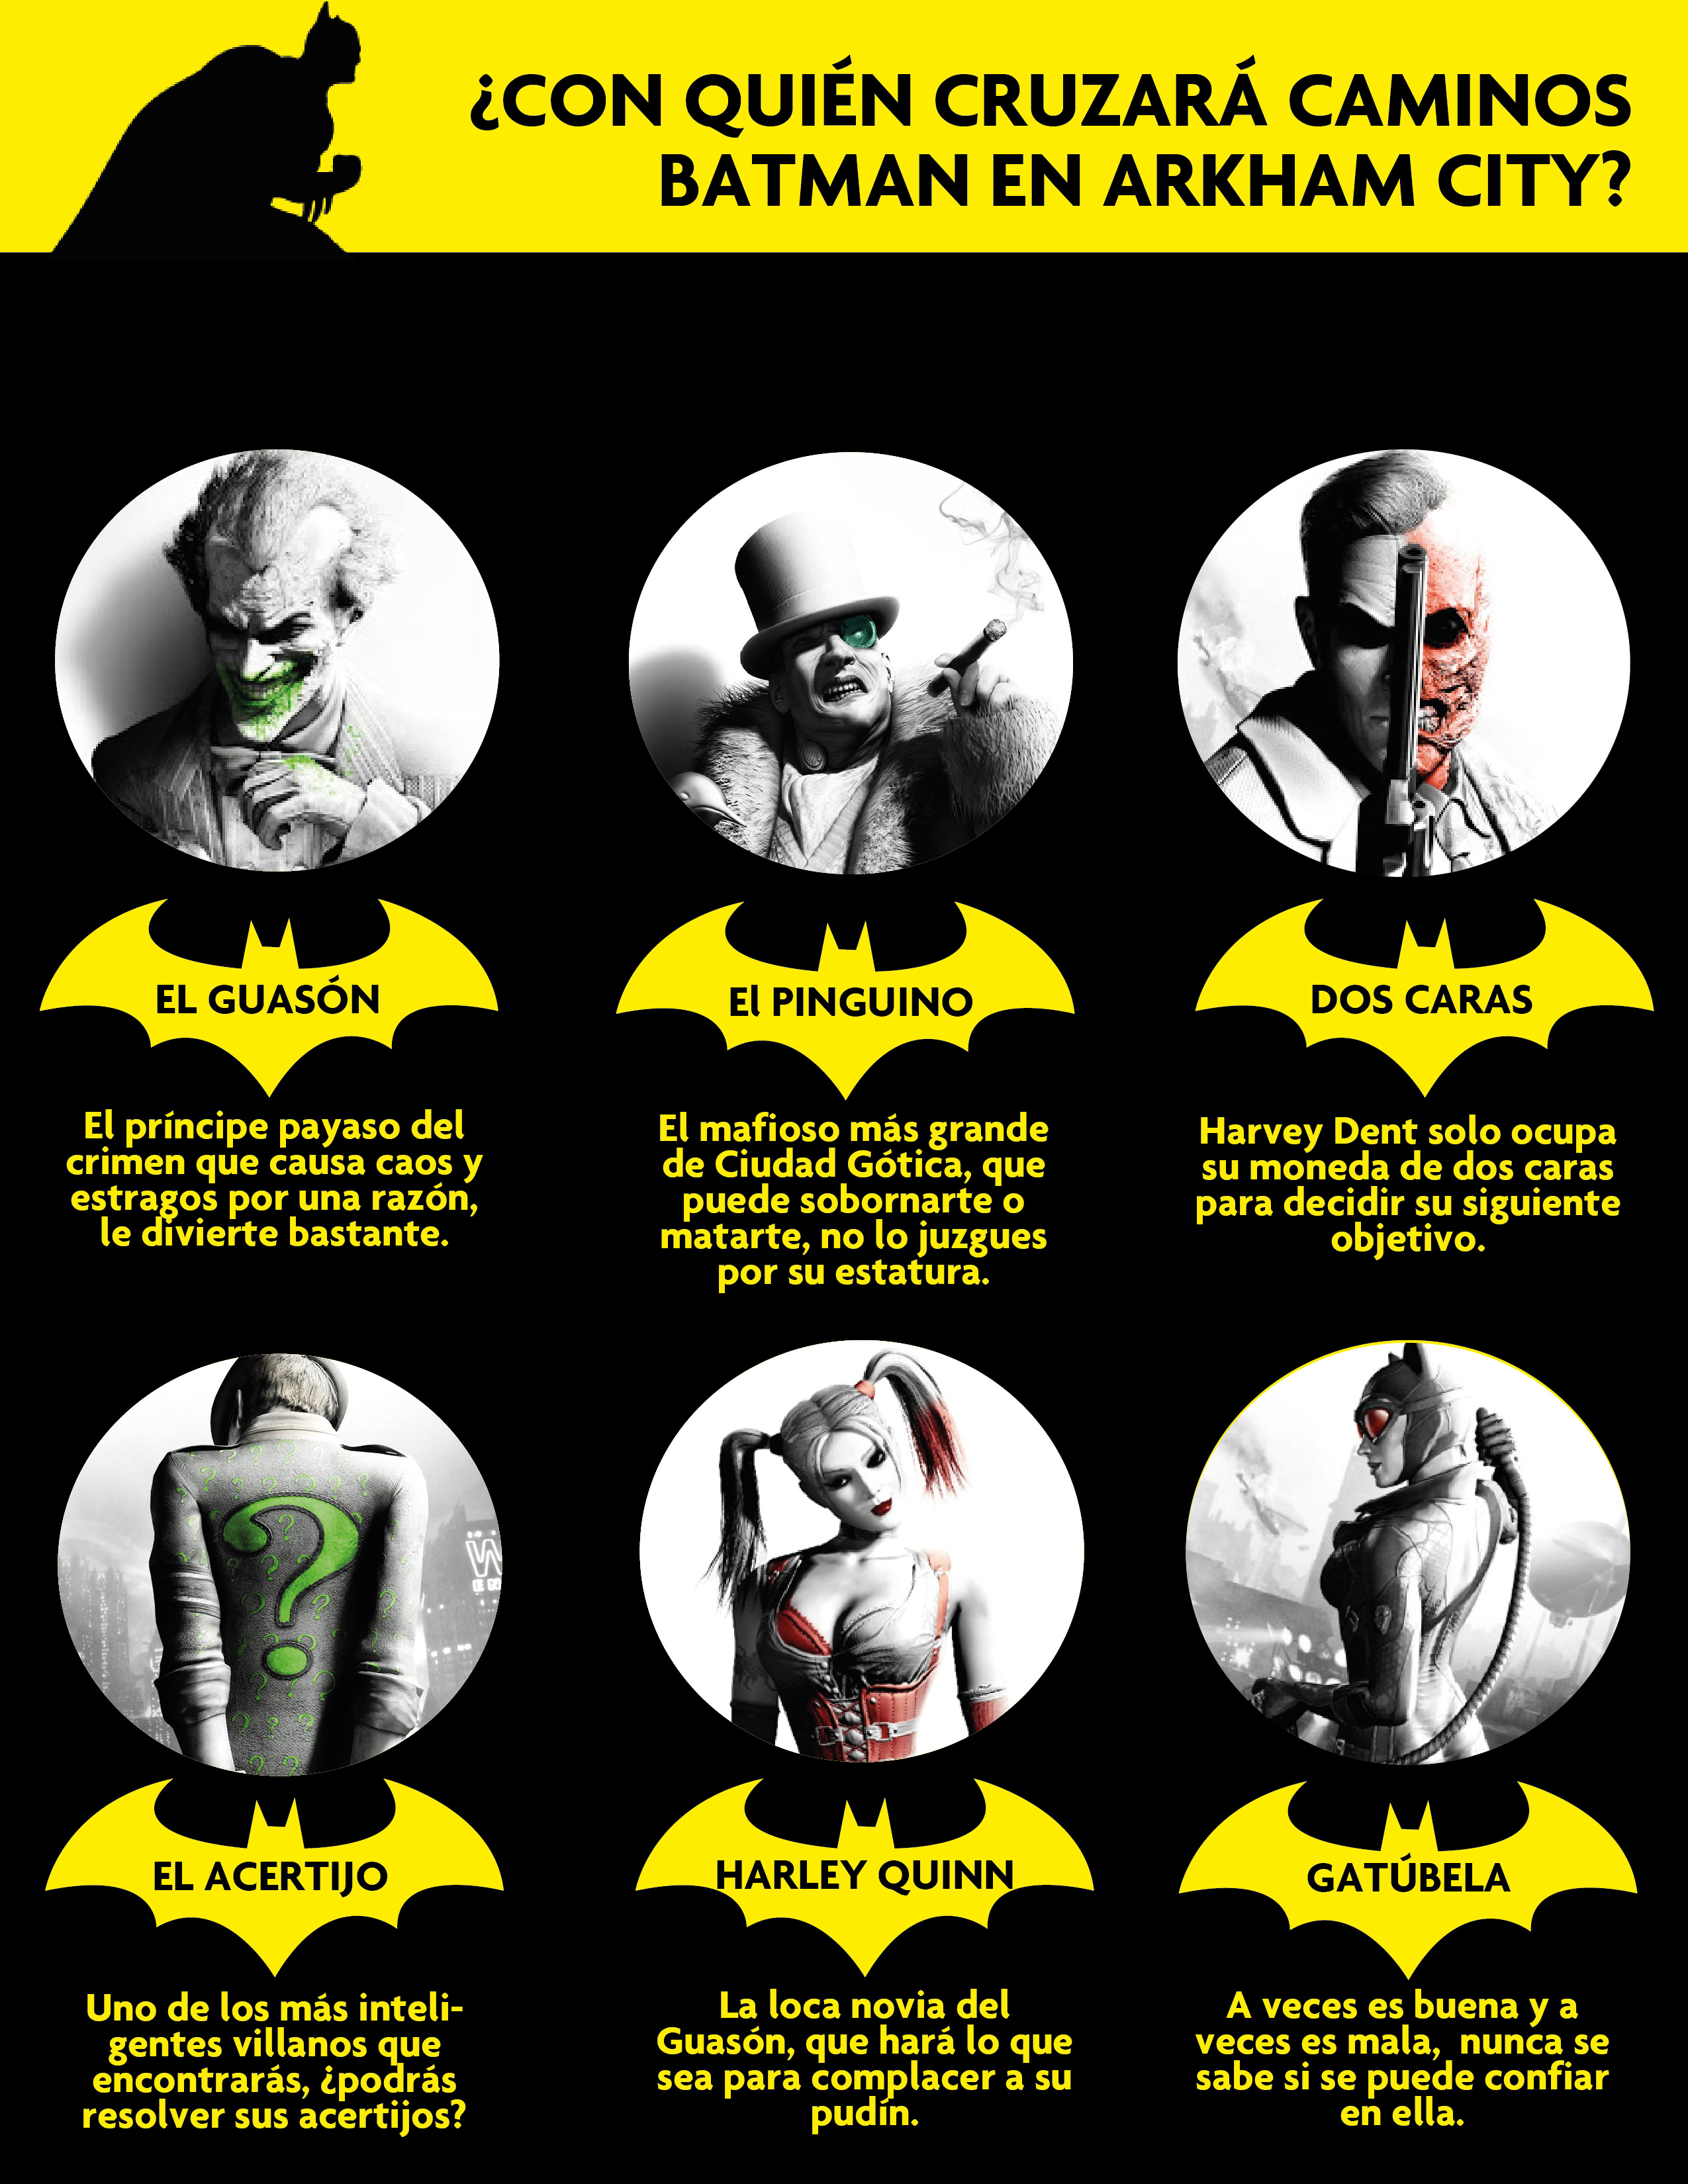 ¿CON QUIÉN CRUZARÁ CAMINOS
BATMAN EN ARKHAM CITY?
EL GUASÓN
El príncipe payaso del
crimen que causa caos y
estragos por una razón,
le divierte bastante.
El PINGUINO
El mafioso más grande
de Ciudad Gótica, que
puede sobornarte o
matarte, no lo juzgues
por su estatura.
DOS CARAS
Harvey Dent solo ocupa
su moneda de dos caras
para decidir su siguiente
objetivo.
EL ACERTIJO
Uno de los más inteli-
gentes villanos que
encontrarás, ¿podrás
resolver sus acertijos?
HARLEY QUINN
La loca novia del
Guasón, que hará lo que
sea para complacer a su
pudín.
GATÚBELA
A veces es buena y a
veces es mala,  nunca se
sabe si se puede confiar
en ella.